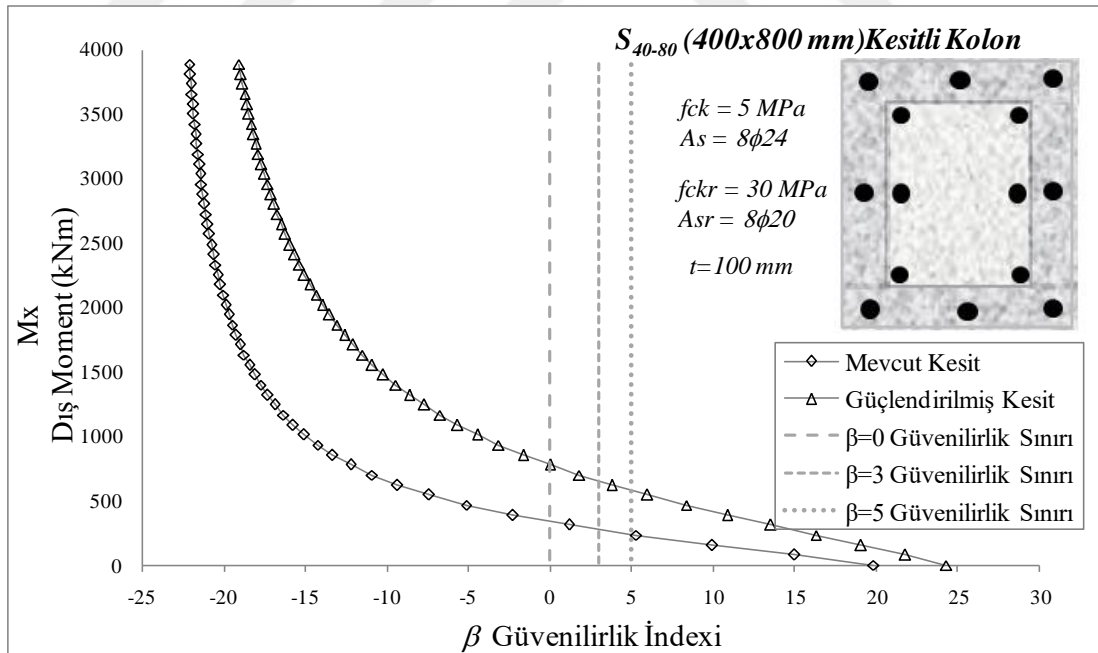 S40-80 (400x800 mm)Kesitli Kolon
fck = 5 MPa
As = 8ϕ24
fckr = 30 MPa
Asr = 8ϕ20
t=100 mm
Mx
Dış Moment (kNm)
4000
3500
3000
2500
2000
1500
1000
500
0
Mevcut Kesit
Güçlendirilmiş Kesit
β=0 Güvenilirlik Sınırı
β=3 Güvenilirlik Sınırı
β=5 Güvenilirlik Sınırı
-25 -20 -15 -10 -5 0 5 10 15 20 25 30
β Güvenilirlik İndexi